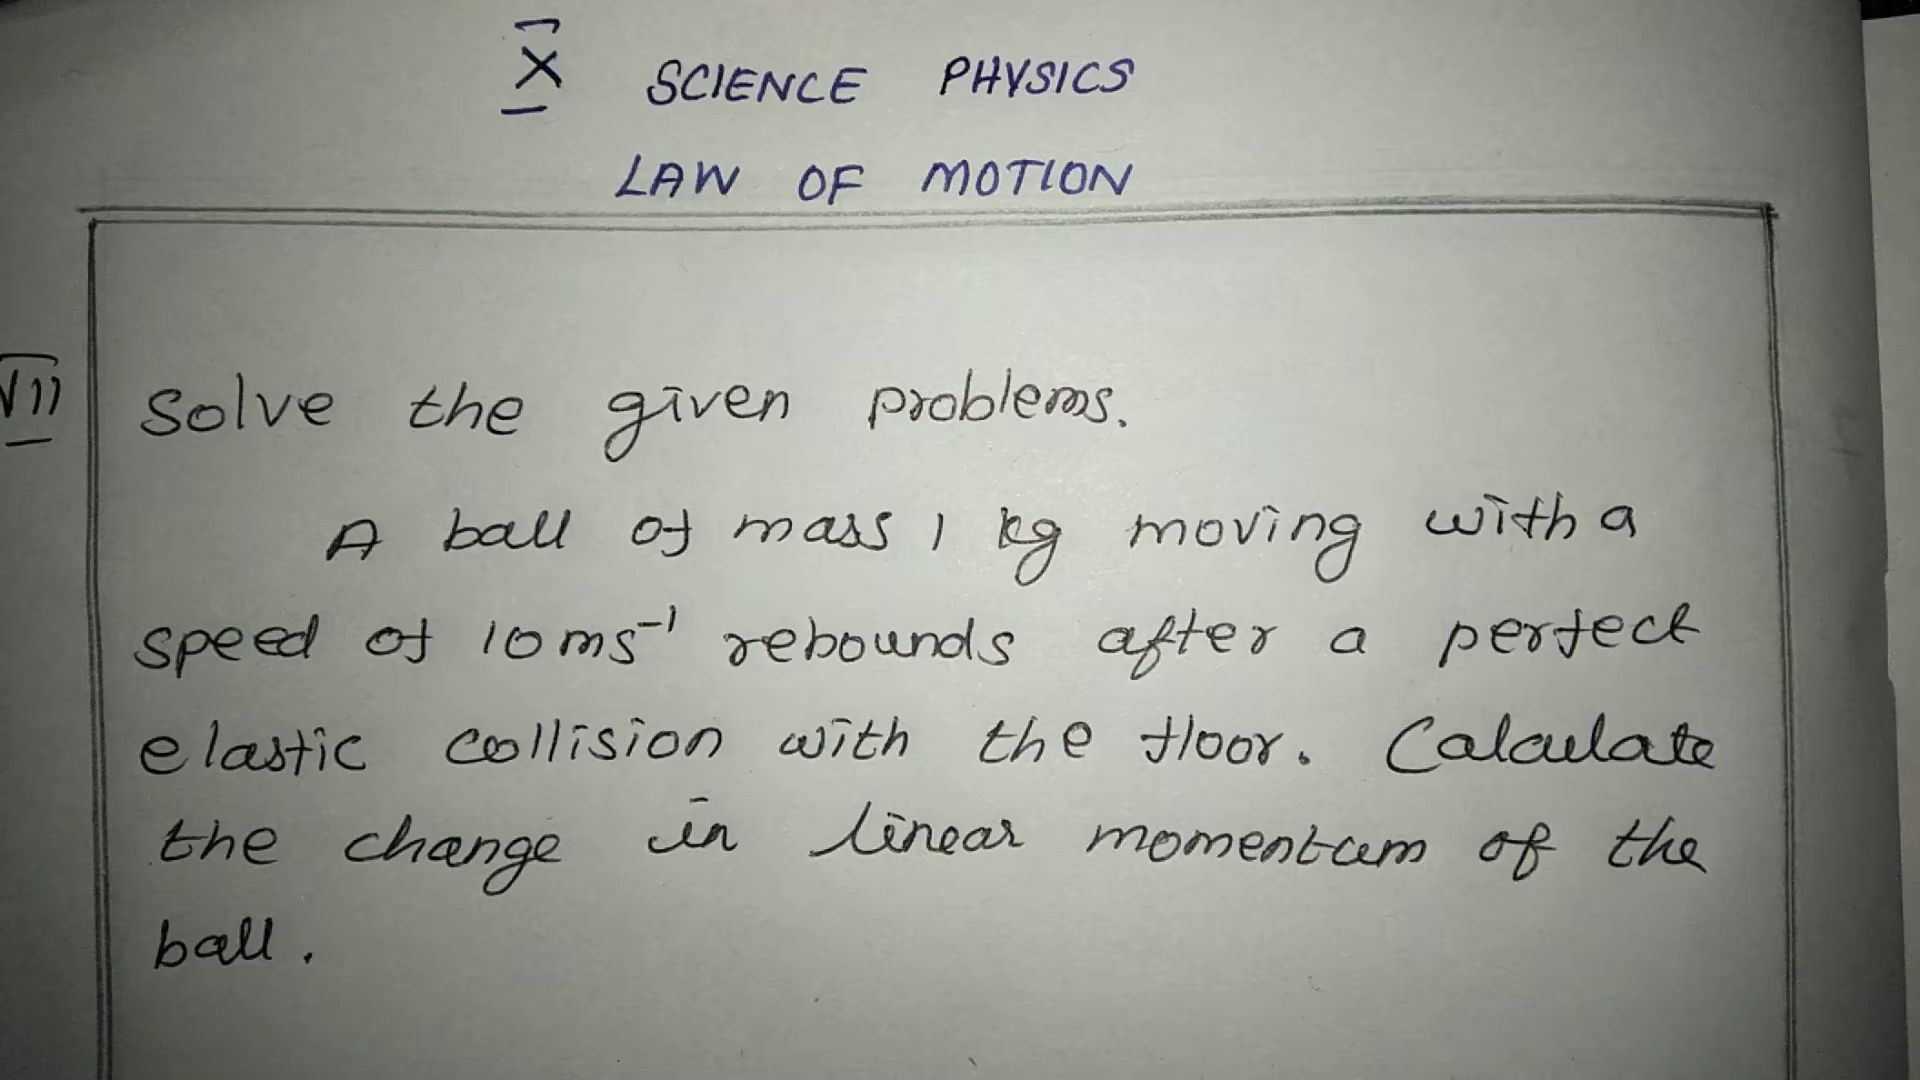 X SCIENCE PHYSICS
LAW OF MOTION
VII Solve the given problems.
A ball of mass 1 kg moving with a
speed of 10 ms⁻¹ rebounds after a perfect
elastic collision with the floor. Calculate
the change in linear momentum of the
ball.